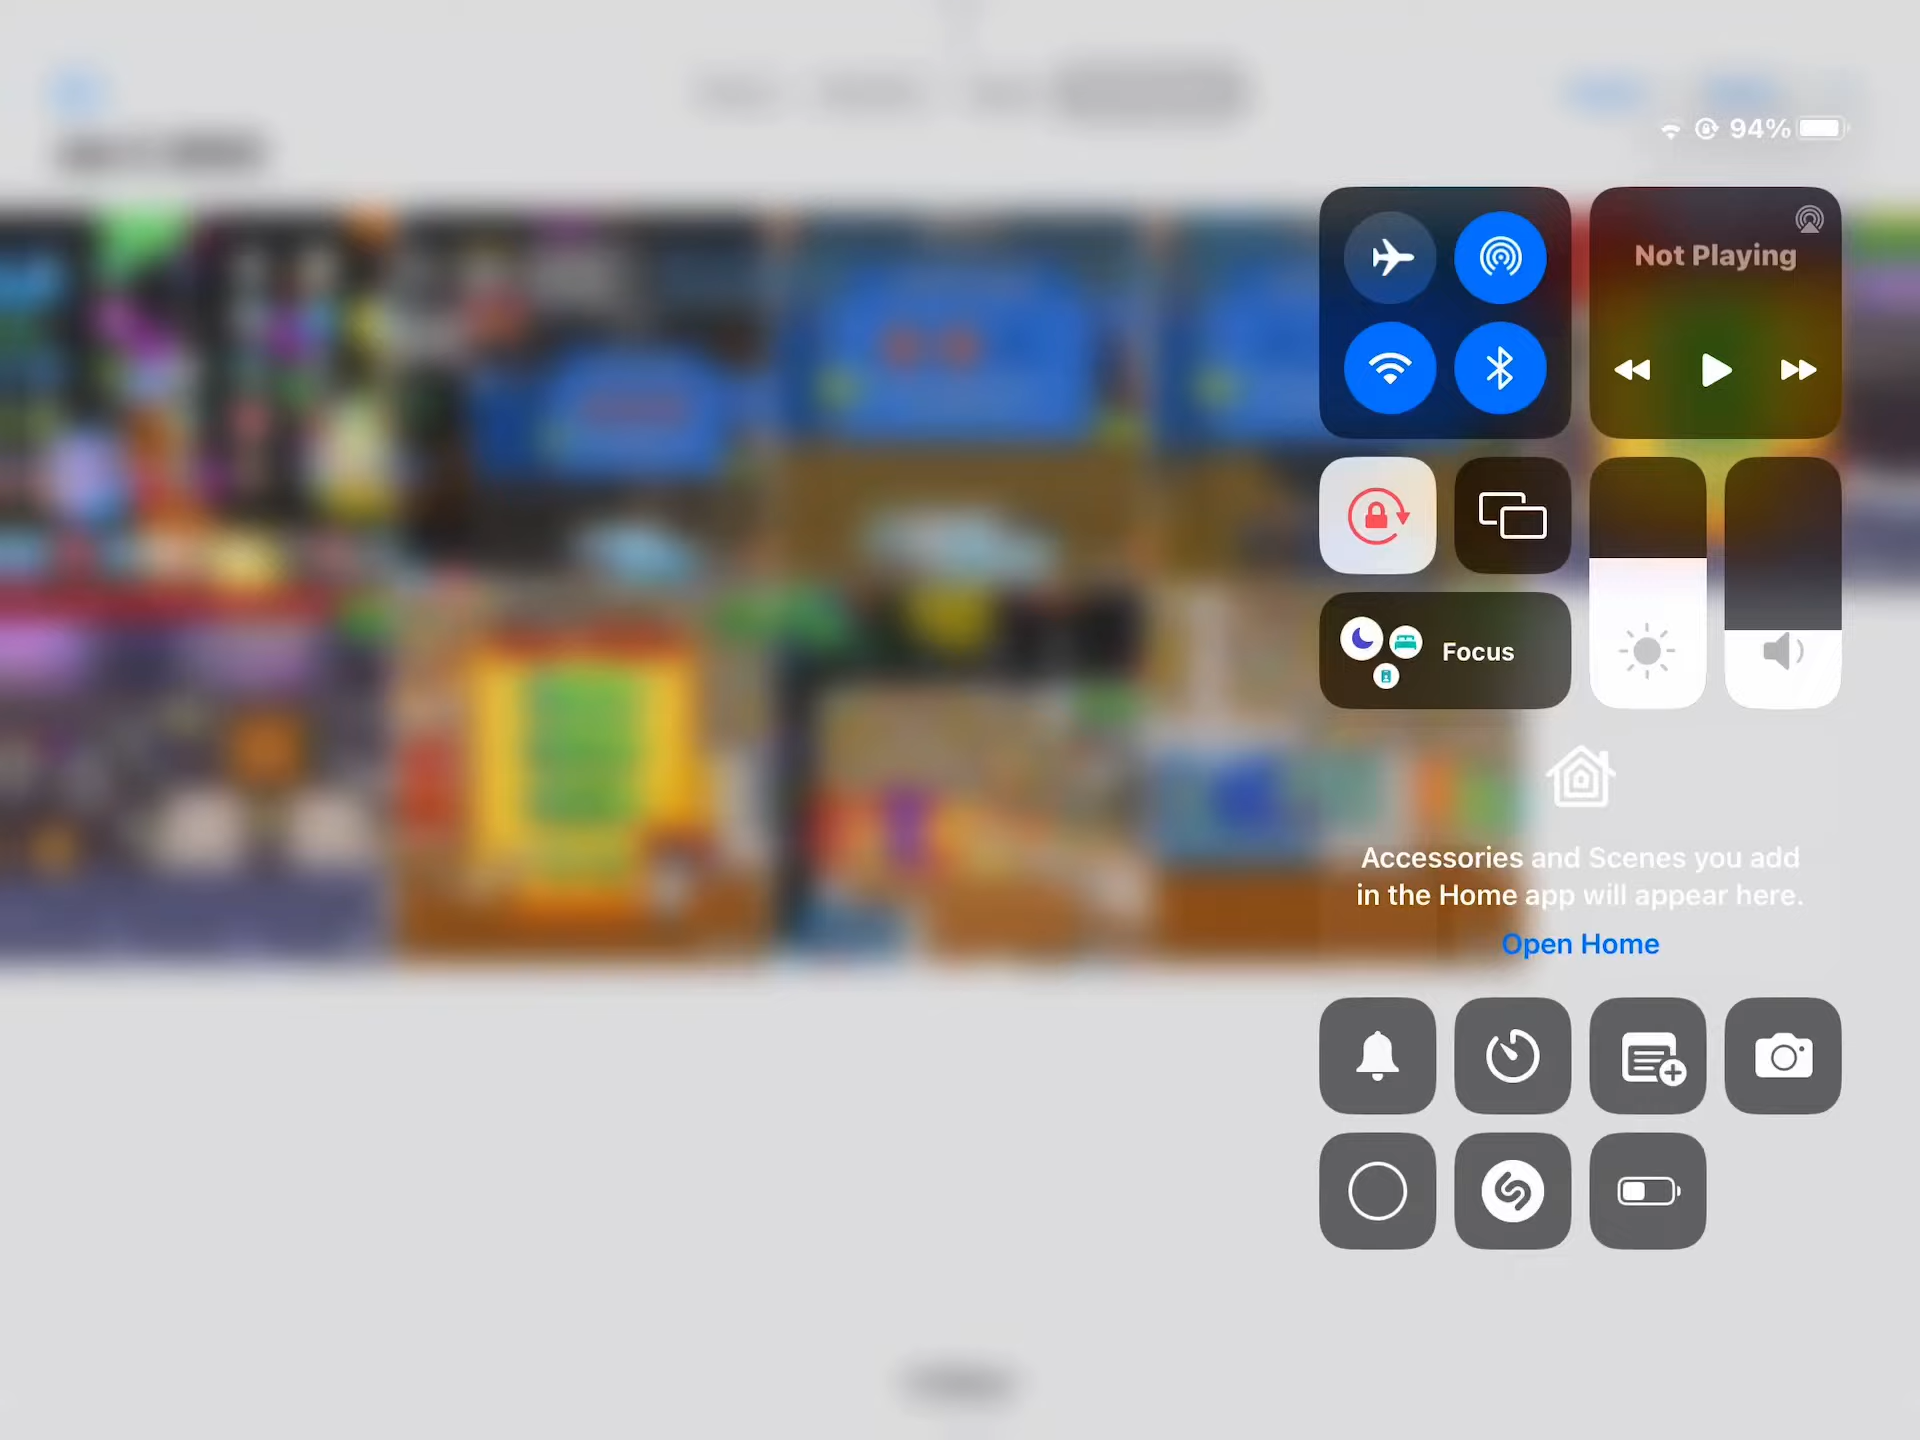 94%
Not Playing
Focus
Accessories and Scenes you add
in the Home app will appear here.
Open Home